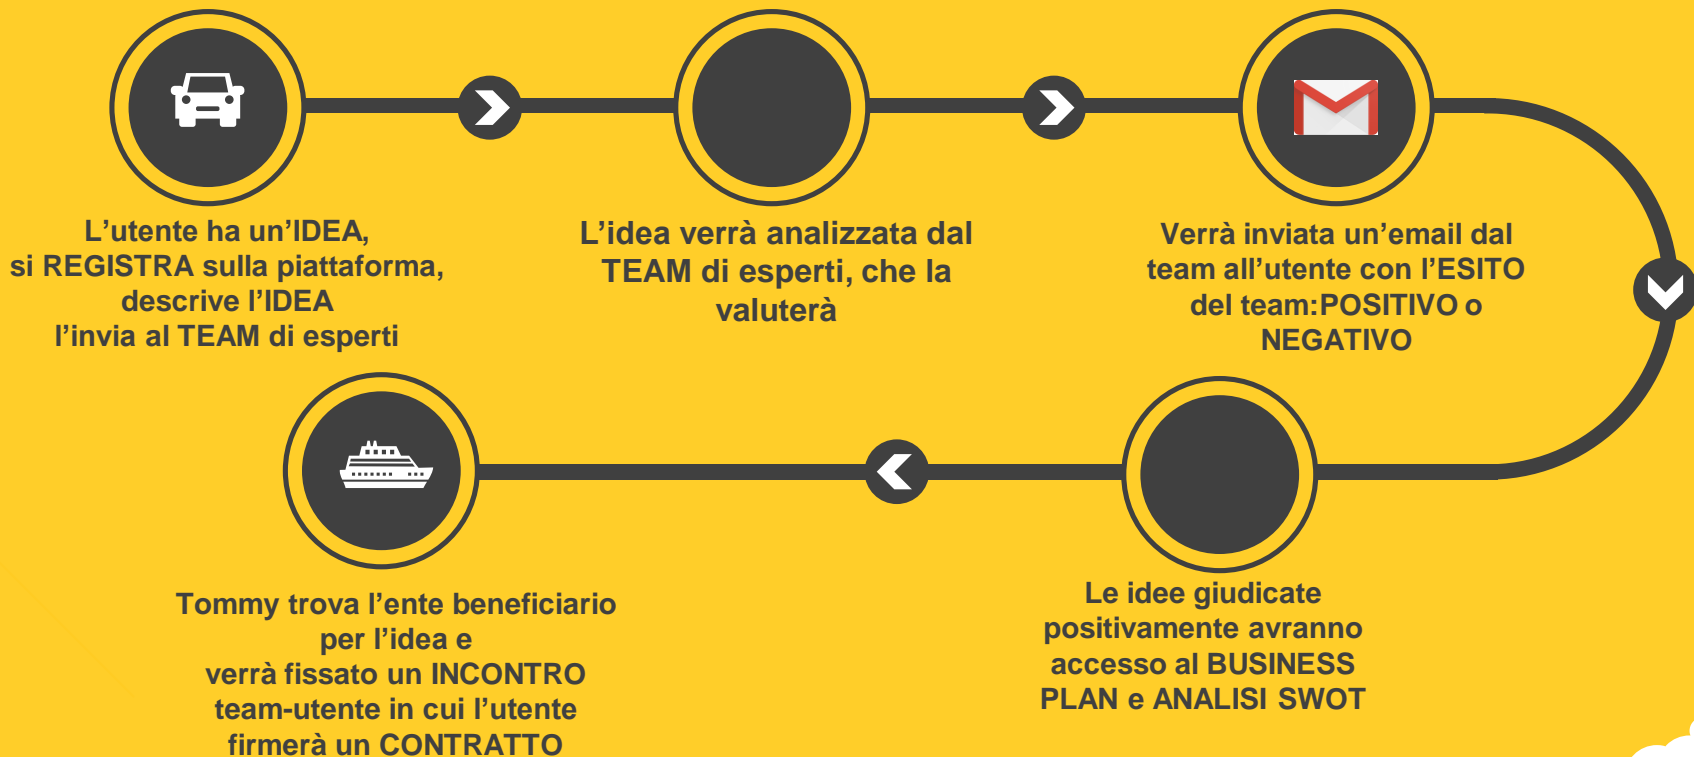 L’utente ha un’IDEA,
si REGISTRA sulla piattaforma,
descrive l’IDEA
l’invia al TEAM di esperti
L’idea verrà analizzata dal
TEAM di esperti, che la
valuterà
Verrà inviata un’email dal
team all’utente con l’ESITO
del team:POSITIVO o
NEGATIVO
Le idee giudicate
positivamente avranno
accesso al BUSINESS
PLAN e ANALISI SWOT
Tommy trova l’ente beneficiario
per l’idea e
verrà fissato un INCONTRO
team-utente in cui l’utente
firmerà un CONTRATTO